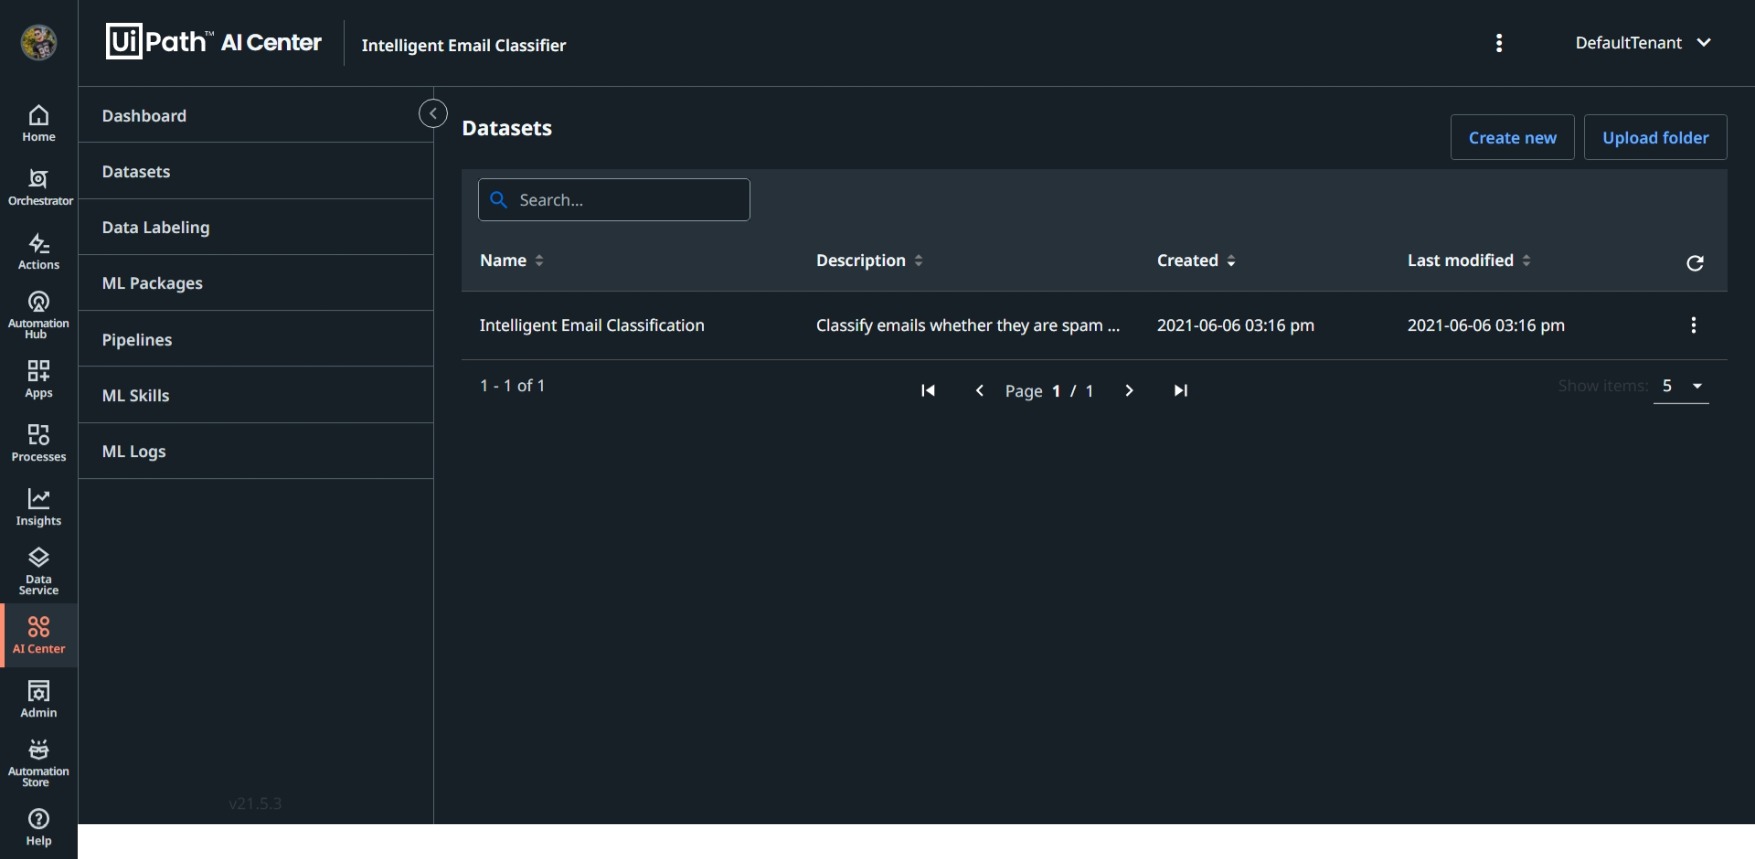 UiPath™ AI Center
Intelligent Email Classifier
DefaultTenant
Home
Orchestrator
Actions
Automation
Hub
Apps
Processes
Insights
Data
Service
AI Center
Admin
Automation
Store
Help
Dashboard
Datasets
Data Labeling
ML Packages
Pipelines
ML Skills
ML Logs
v21.5.3
Datasets
Create new
Upload folder
Search...
Name Description Created Last modified
Intelligent Email Classification Classify emails whether they are spam ... 2021-06-06 03:16 pm 2021-06-06 03:16 pm
1 - 1 of 1 Page 1 / 1 Show items: 5